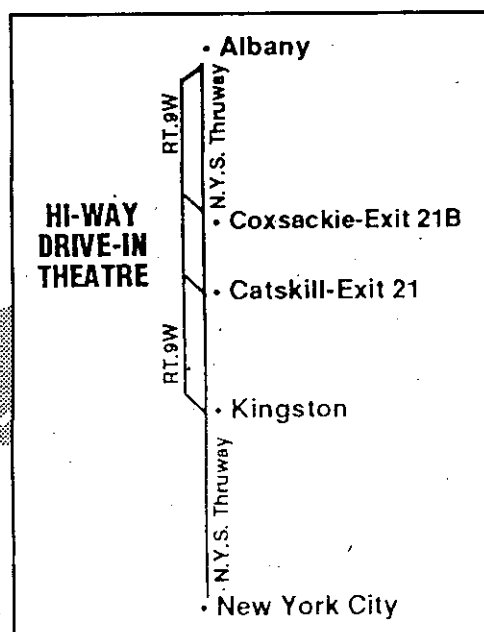 Albany
RT.9W
N.Y.S. Thruway
HI-WAY
DRIVE-IN
THEATRE
Coxsackie-Exit 21B
Catskill-Exit 21
RT.9W
Kingston
N.Y.S. Thruway
New York City